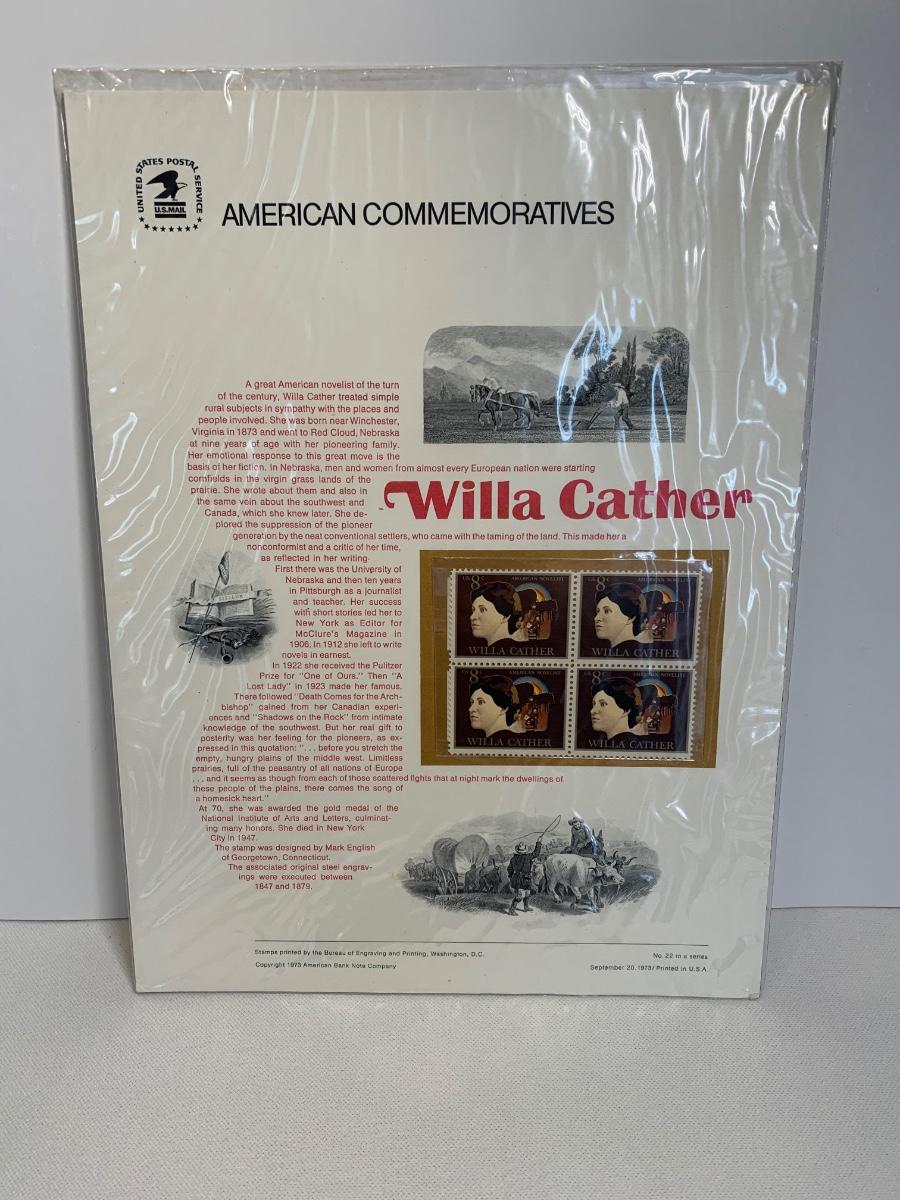 UNITED STATES POSTAL SERVICE
U.S.MAIL
AMERICAN COMMEMORATIVES
A great American novelist of the turn
of the century, Willa Cather treated simple
rural subjects in sympathy with the places and
people involved. She was born near Winchester,
Virginia in 1873 and went to Red Cloud, Nebraska
at nine years of age with her pioneering family.
Her emotional response to this great move is the
basis of her fiction. In Nebraska, men and women from almost every European nation were starting
cornfields in the virgin grass lands of the
prairie. She wrote about them and also in
the same vein about the southwest and
Canada, which she knew later. She de-
plored the suppression of the pioneer
generation by the neat conventional settlers, who came with the taming of the land. This made her a
nonconformist and a critic of her time,
as reflected in her writing.
Willa Cather
First there was the University of
Nebraska and then ten years
in Pittsburgh as a journalist
and teacher. Her success
with short stories led her to
New York as Editor for
McClure's Magazine in
1906. In 1912 she left to write
novels in earnest.
In 1922 she received the Pulitzer
Prize for "One of Ours." Then "A
Lost Lady" in 1923 made her famous.
There followed "Death Comes for the Arch-
bishop" gained from her Canadian experi-
ences and "Shadows on the Rock" from intimate
knowledge of the southwest. But her real gift to
posterity was her feeling for the pioneers, as ex-
pressed in this quotation: ". . . before you stretch the
empty, hungry plains of the middle west. Limitless
prairies, full of the peasantry of all nations of Europe
. . . and it seems as though from each of those scattered lights that at night mark the dwellings of
these people of the plains, there comes the song of
a homesick heart."
At 70, she was awarded the gold medal of the
National Institute of Arts and Letters, culminat-
ing many honors. She died in New York
City in 1947.
The stamp was designed by Mark English
of Georgetown, Connecticut.
The associated original steel engrav-
ings were executed between
1847 and 1879.
US 8c AMERICAN NOVELIST
WILLA CATHER
US 8c AMERICAN NOVELIST
WILLA CATHER
US 8c AMERICAN NOVELIST
WILLA CATHER
US 8c AMERICAN NOVELIST
WILLA CATHER
Stamps printed by the Bureau of Engraving and Printing, Washington, D.C.
Copyright 1973 American Bank Note Company
No. 22 in a series
September 20, 1973/Printed in U.S.A.